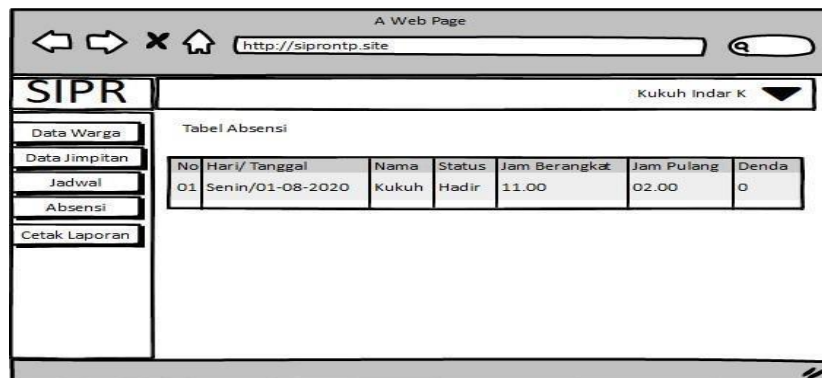 A Web Page
http://siprontp.site
SIPR
Kukuh Indar K
Data Warga
Data Jimpitan
Jadwal
Absensi
Cetak Laporan
Tabel Absensi
No Hari/ Tanggal Nama Status Jam Berangkat Jam Pulang Denda
01 Senin/01-08-2020 Kukuh Hadir 11.00 02.00 0